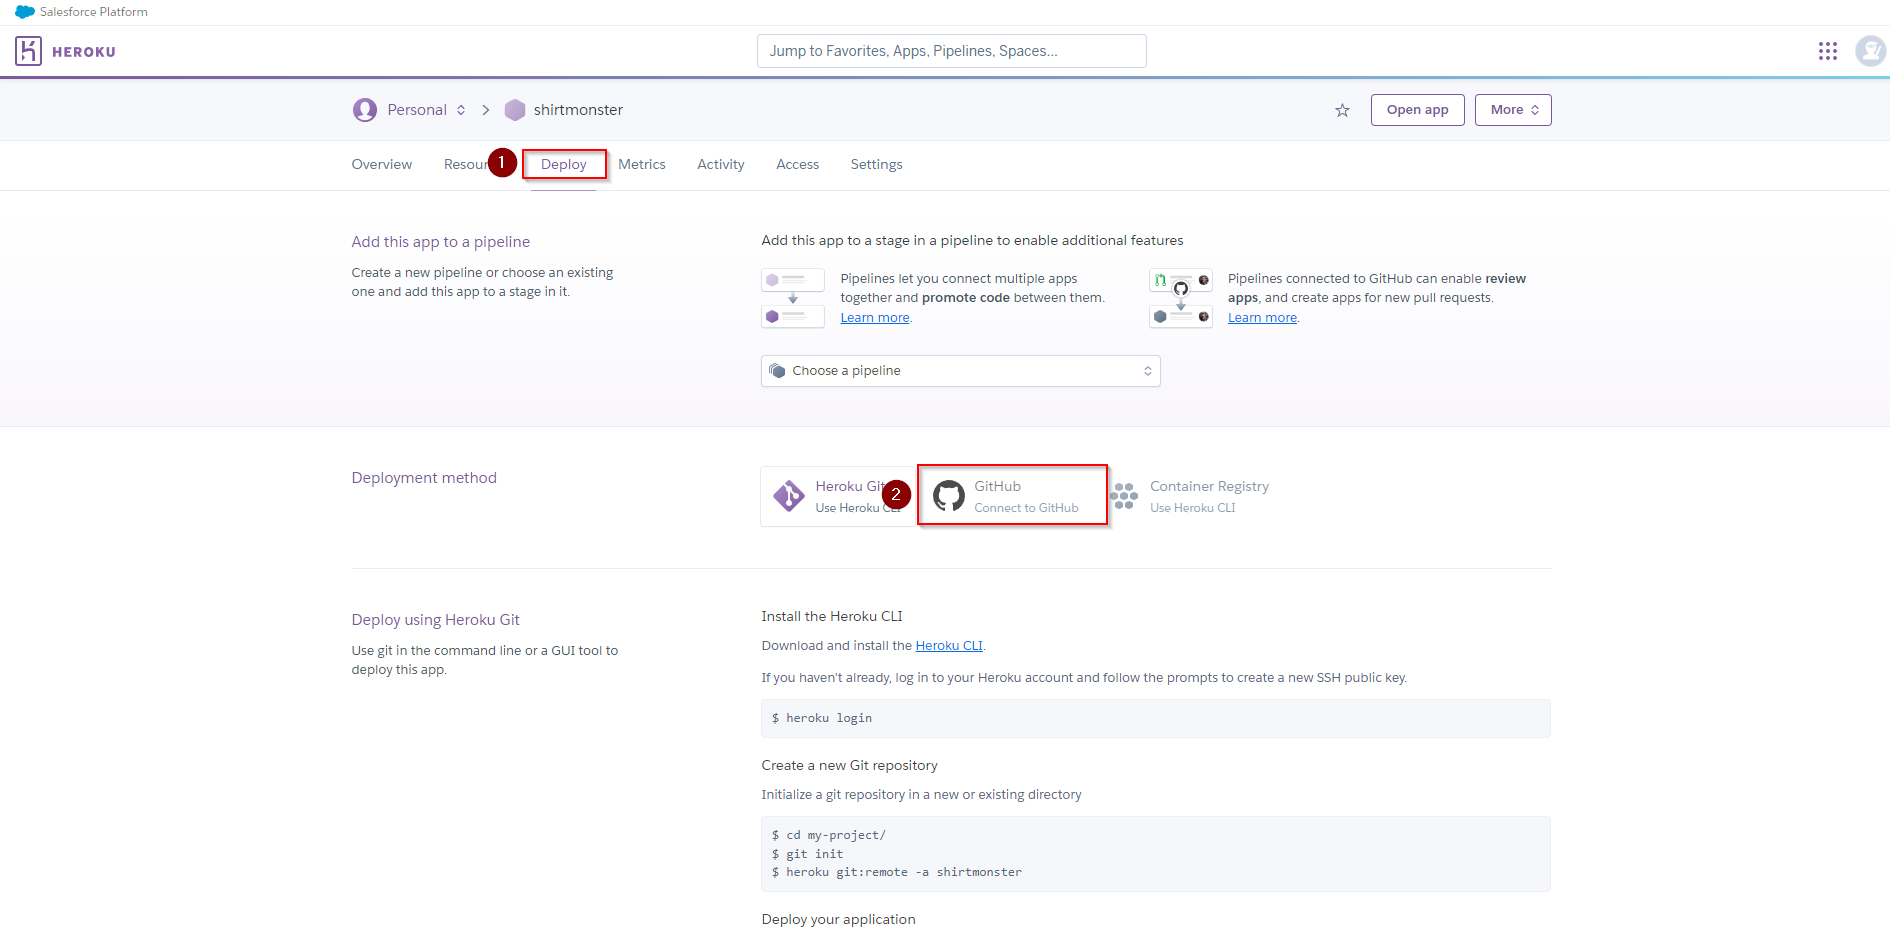 Salesforce Platform
HEROKU
Jump to Favorites, Apps, Pipelines, Spaces...
Personal
shirtmonster
Open app
More
Overview
1
Deploy
Metrics
Activity
Access
Settings
Add this app to a pipeline
Create a new pipeline or choose an existing
one and add this app to a stage in it.
Add this app to a stage in a pipeline to enable additional features
Pipelines let you connect multiple apps
together and promote code between them.
Learn more.
Pipelines connected to GitHub can enable review
apps, and create apps for new pull requests.
Learn more.
Choose a pipeline
Deployment method
Heroku Git
Use Heroku CLI
2
GitHub
Connect to GitHub
Container Registry
Use Heroku CLI
Deploy using Heroku Git
Use git in the command line or a GUI tool to
deploy this app.
Install the Heroku CLI
Download and install the Heroku CLI.
If you haven't already, log in to your Heroku account and follow the prompts to create a new SSH public key.
$ heroku login
Create a new Git repository
Initialize a git repository in a new or existing directory
$ cd my-project/
$ git init
$ heroku git:remote -a shirtmonster
Deploy your application